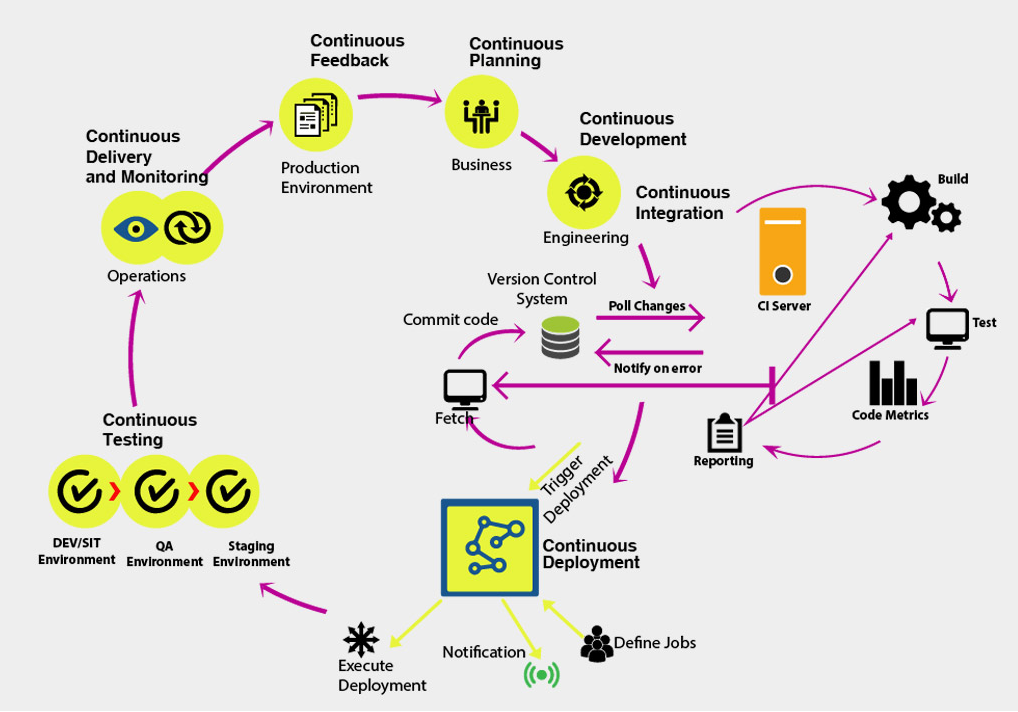 Continuous
Feedback
Continuous
Planning
Continuous
Development
Continuous
Delivery
and Monitoring
Production
Environment
Business
Continuous
Integration
Build
Engineering
Operations
Version Control
System
Poll Changes
CI Server
Commit code
Test
Notify on error
Fetch
Code Metrics
Continuous
Testing
Reporting
Trigger
Deployment
DEV/SIT
Environment
QA
Environment
Staging
Environment
Continuous
Deployment
Define Jobs
Notification
Execute
Deployment